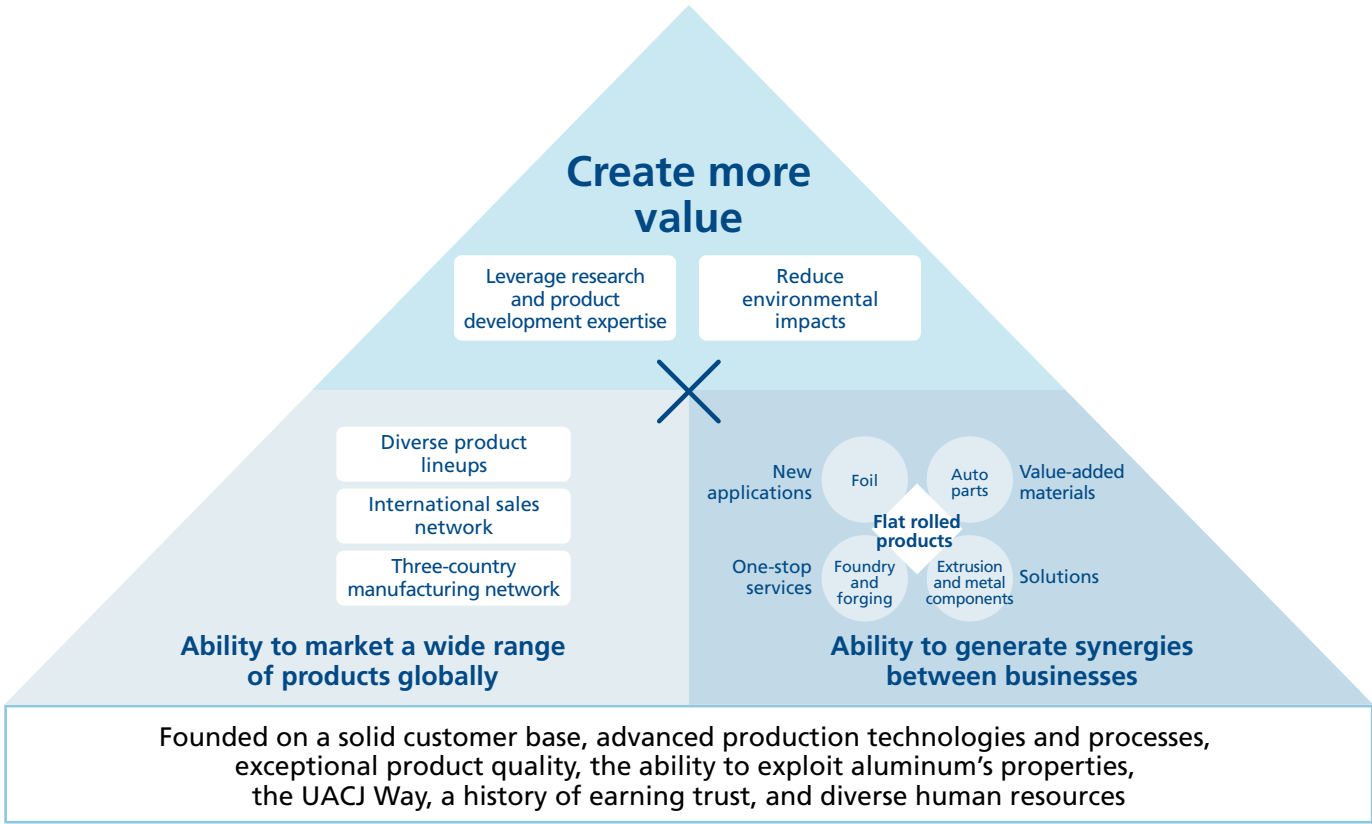 Create more
value
Leverage research
and product
development expertise
Reduce
environmental
impacts
Diverse product
lineups
International sales
network
Three-country
manufacturing network
Ability to market a wide range
of products globally
New
applications
Foil
Auto
parts
Value-added
materials
Flat rolled
products
One-stop
services
Foundry
and
forging
Extrusion
and metal
components
Solutions
Ability to generate synergies
between businesses
Founded on a solid customer base, advanced production technologies and processes,
exceptional product quality, the ability to exploit aluminum’s properties,
the UACJ Way, a history of earning trust, and diverse human resources